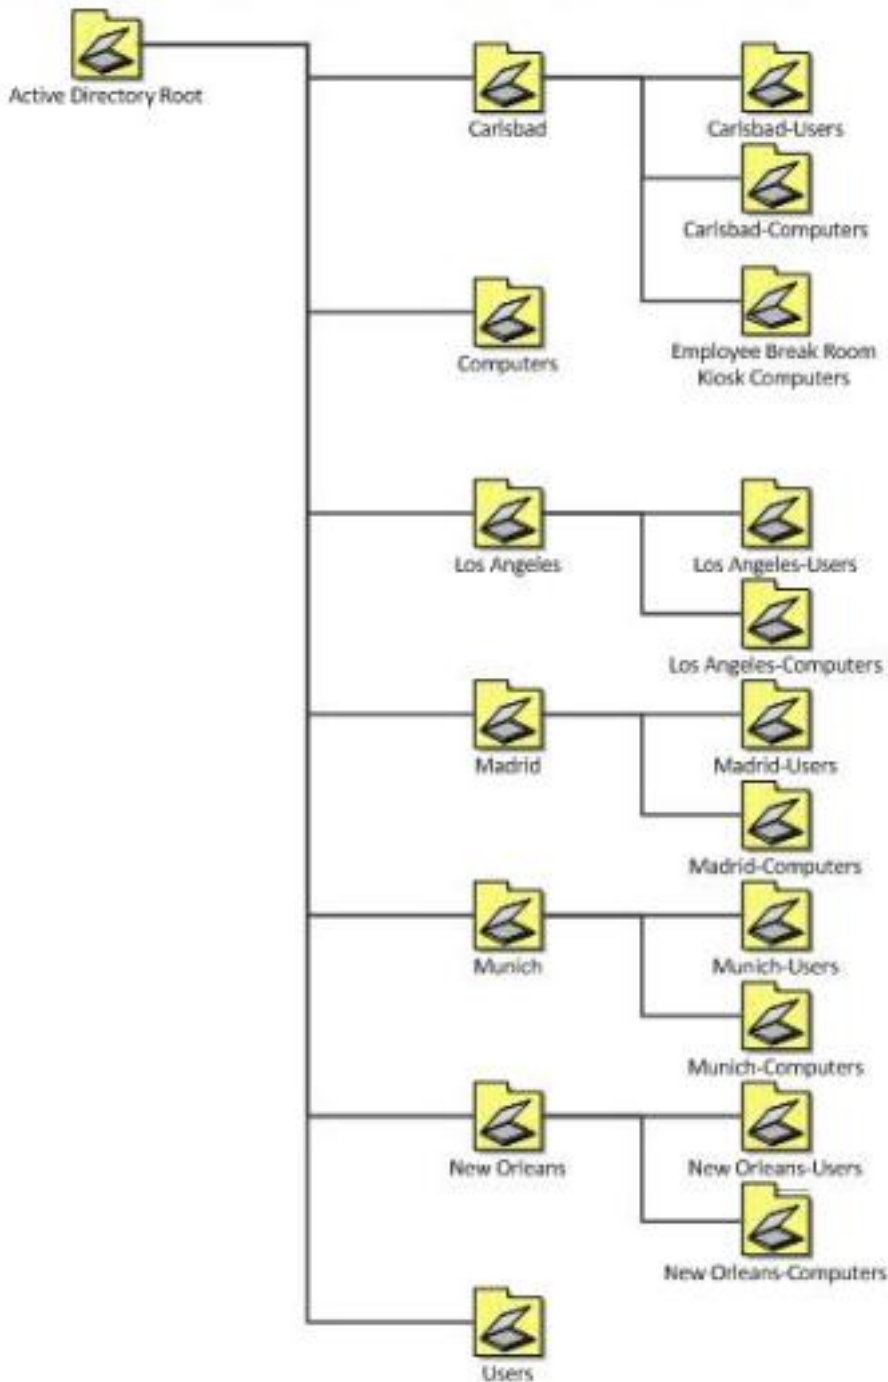 Active Directory Root
Carlsbad
Carlsbad-Users
Carlsbad-Computers
Employee Break Room
Kiosk Computers
Computers
Los Angeles
Los Angeles-Users
Los Angeles-Computers
Madrid
Madrid-Users
Madrid-Computers
Munich
Munich-Users
Munich-Computers
New Orleans
New Orleans-Users
New Orleans-Computers
Users